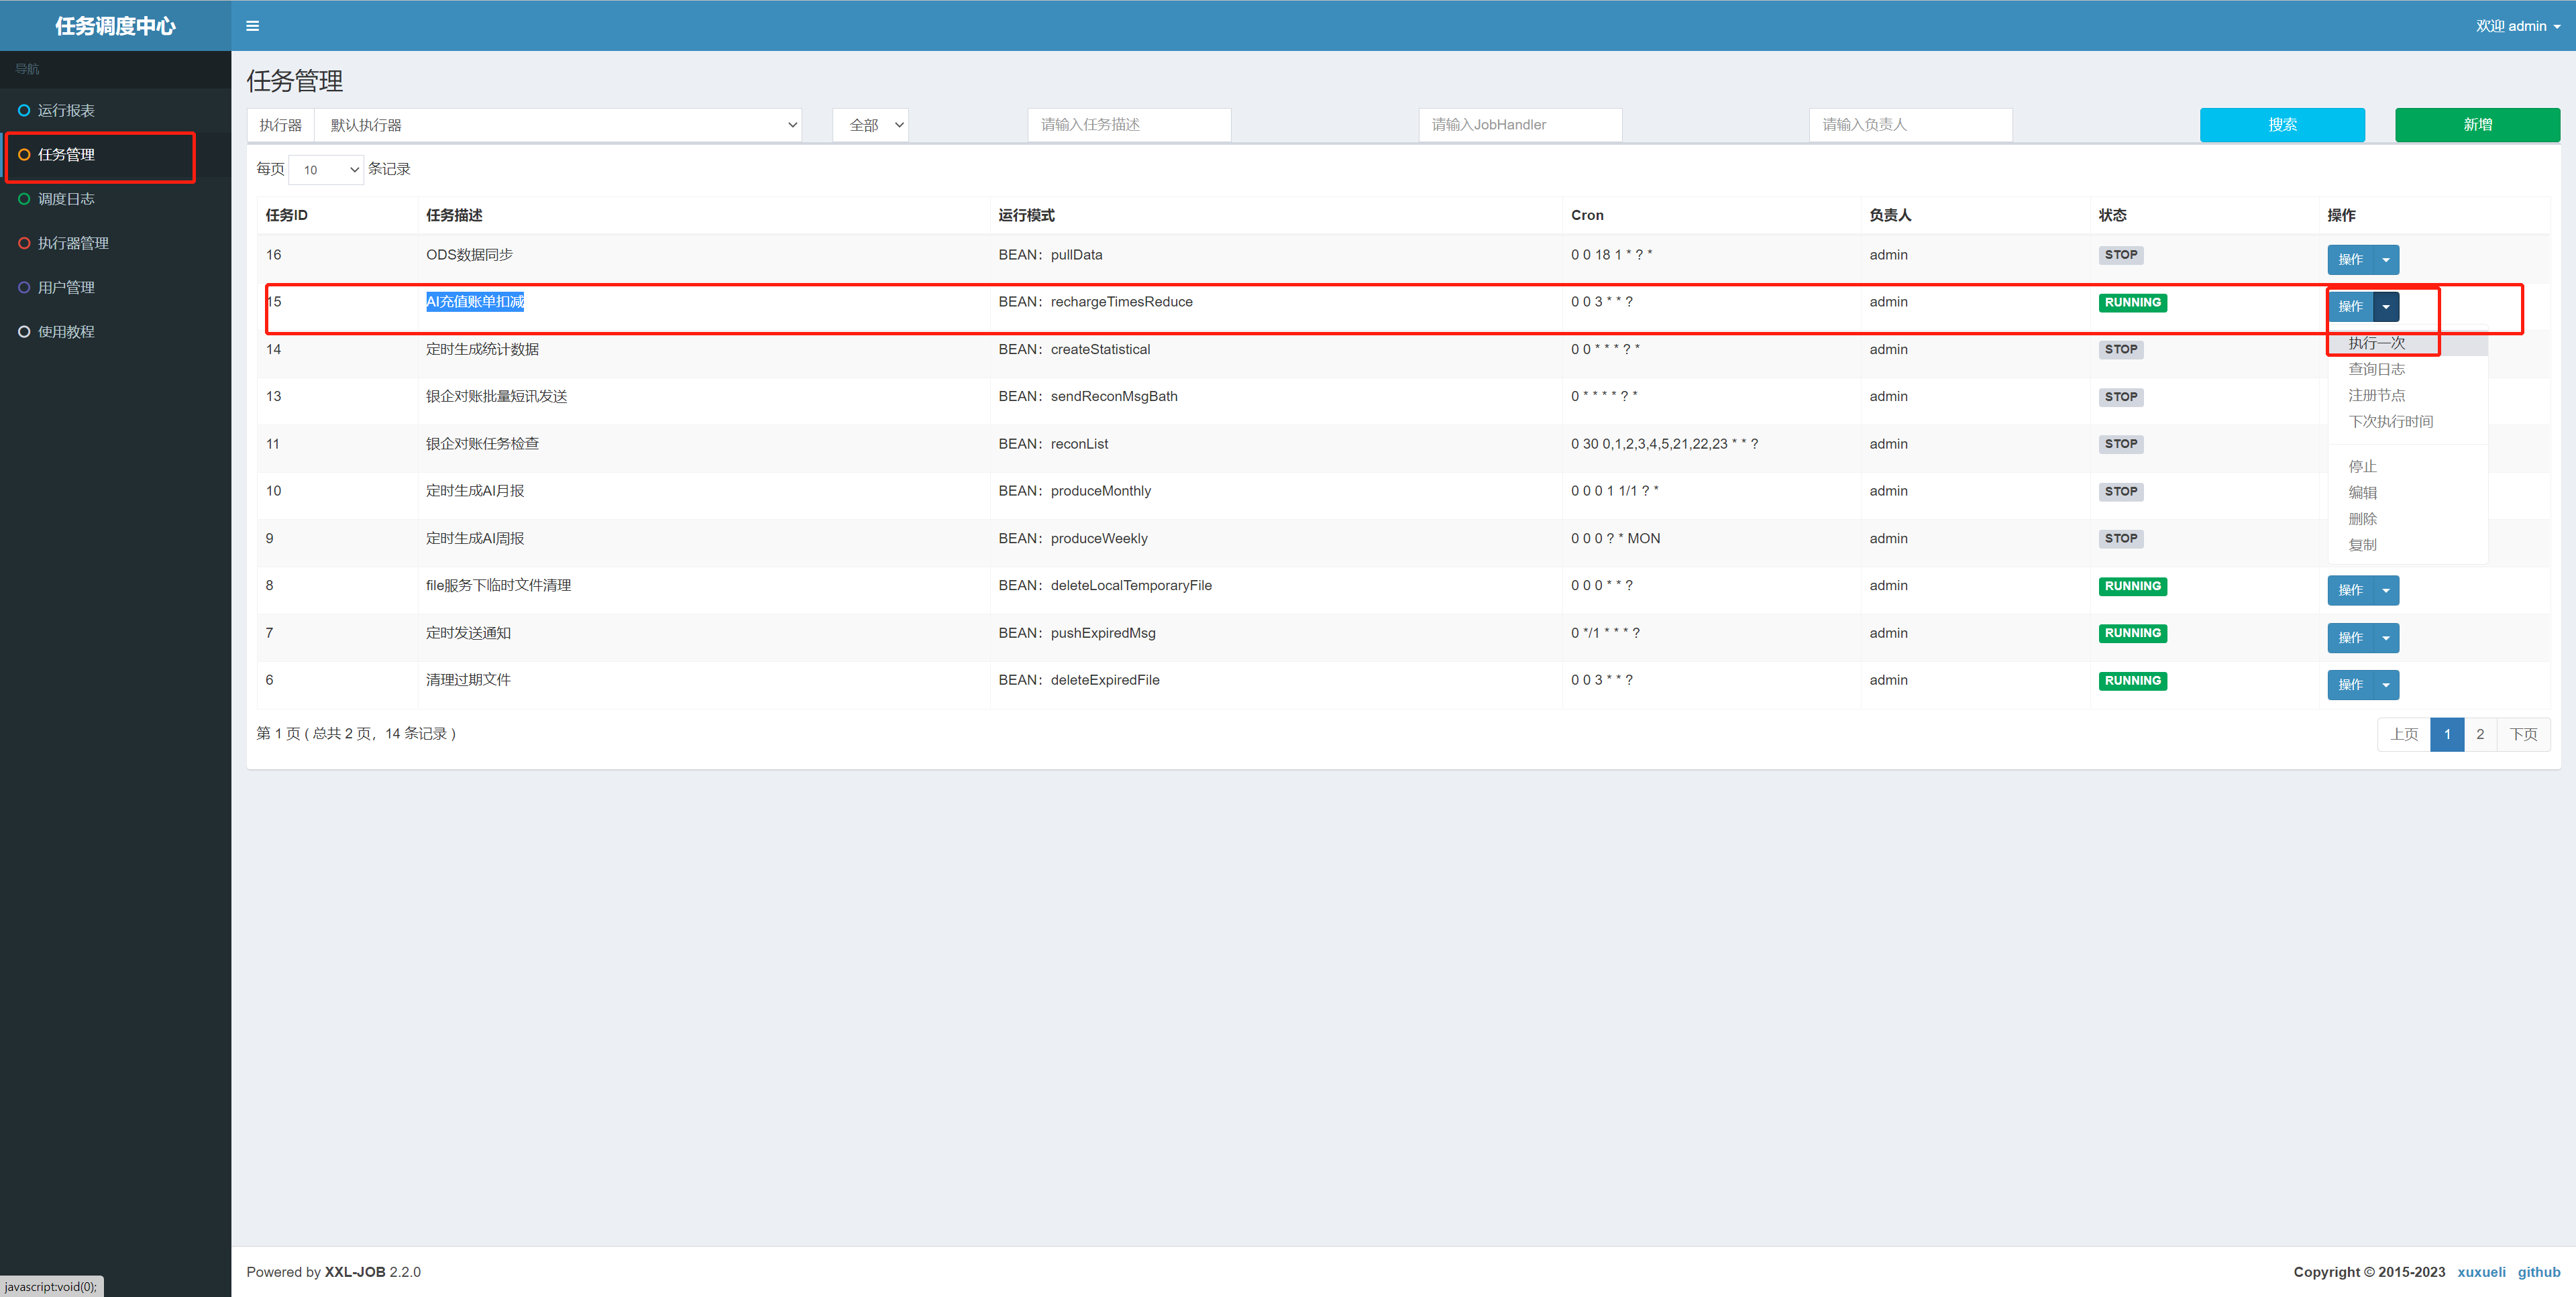 任务调度中心
欢迎 admin
导航
运行报表
任务管理
调度日志
执行器管理
用户管理
使用教程
任务管理
执行器 默认执行器 全部 请输入任务描述 请输入JobHandler 请输入负责人 搜索 新增
每页 10 条记录
任务ID 任务描述 运行模式 Cron 负责人 状态 操作
16 ODS数据同步 BEAN：pullData 0 0 18 1 * ? * admin STOP 操作
15 AI充值账单扣减 BEAN：rechargeTimesReduce 0 0 3 * * ? admin RUNNING 操作
14 定时生成统计数据 BEAN：createStatistical 0 0 * * * ? * admin STOP
13 银企对账批量短讯发送 BEAN：sendReconMsgBath 0 * * * * ? * admin STOP
11 银企对账任务检查 BEAN：reconList 0 30 0,1,2,3,4,5,21,22,23 * * ? admin STOP
10 定时生成AI月报 BEAN：produceMonthly 0 0 0 1 1/1 ? * admin STOP
9 定时生成AI周报 BEAN：produceWeekly 0 0 0 ? * MON admin STOP
8 file服务下临时文件清理 BEAN：deleteLocalTemporaryFile 0 0 0 * * ? admin RUNNING 操作
7 定时发送通知 BEAN：pushExpiredMsg 0 */1 * * * ? admin RUNNING 操作
6 清理过期文件 BEAN：deleteExpiredFile 0 0 3 * * ? admin RUNNING 操作
执行一次
查询日志
注册节点
下次执行时间
停止
编辑
删除
复制
第 1 页 ( 总共 2 页，14 条记录 )
上页 1 2 下页
Powered by XXL-JOB 2.2.0
Copyright © 2015-2023 xuxueli github
javascript:void(0);